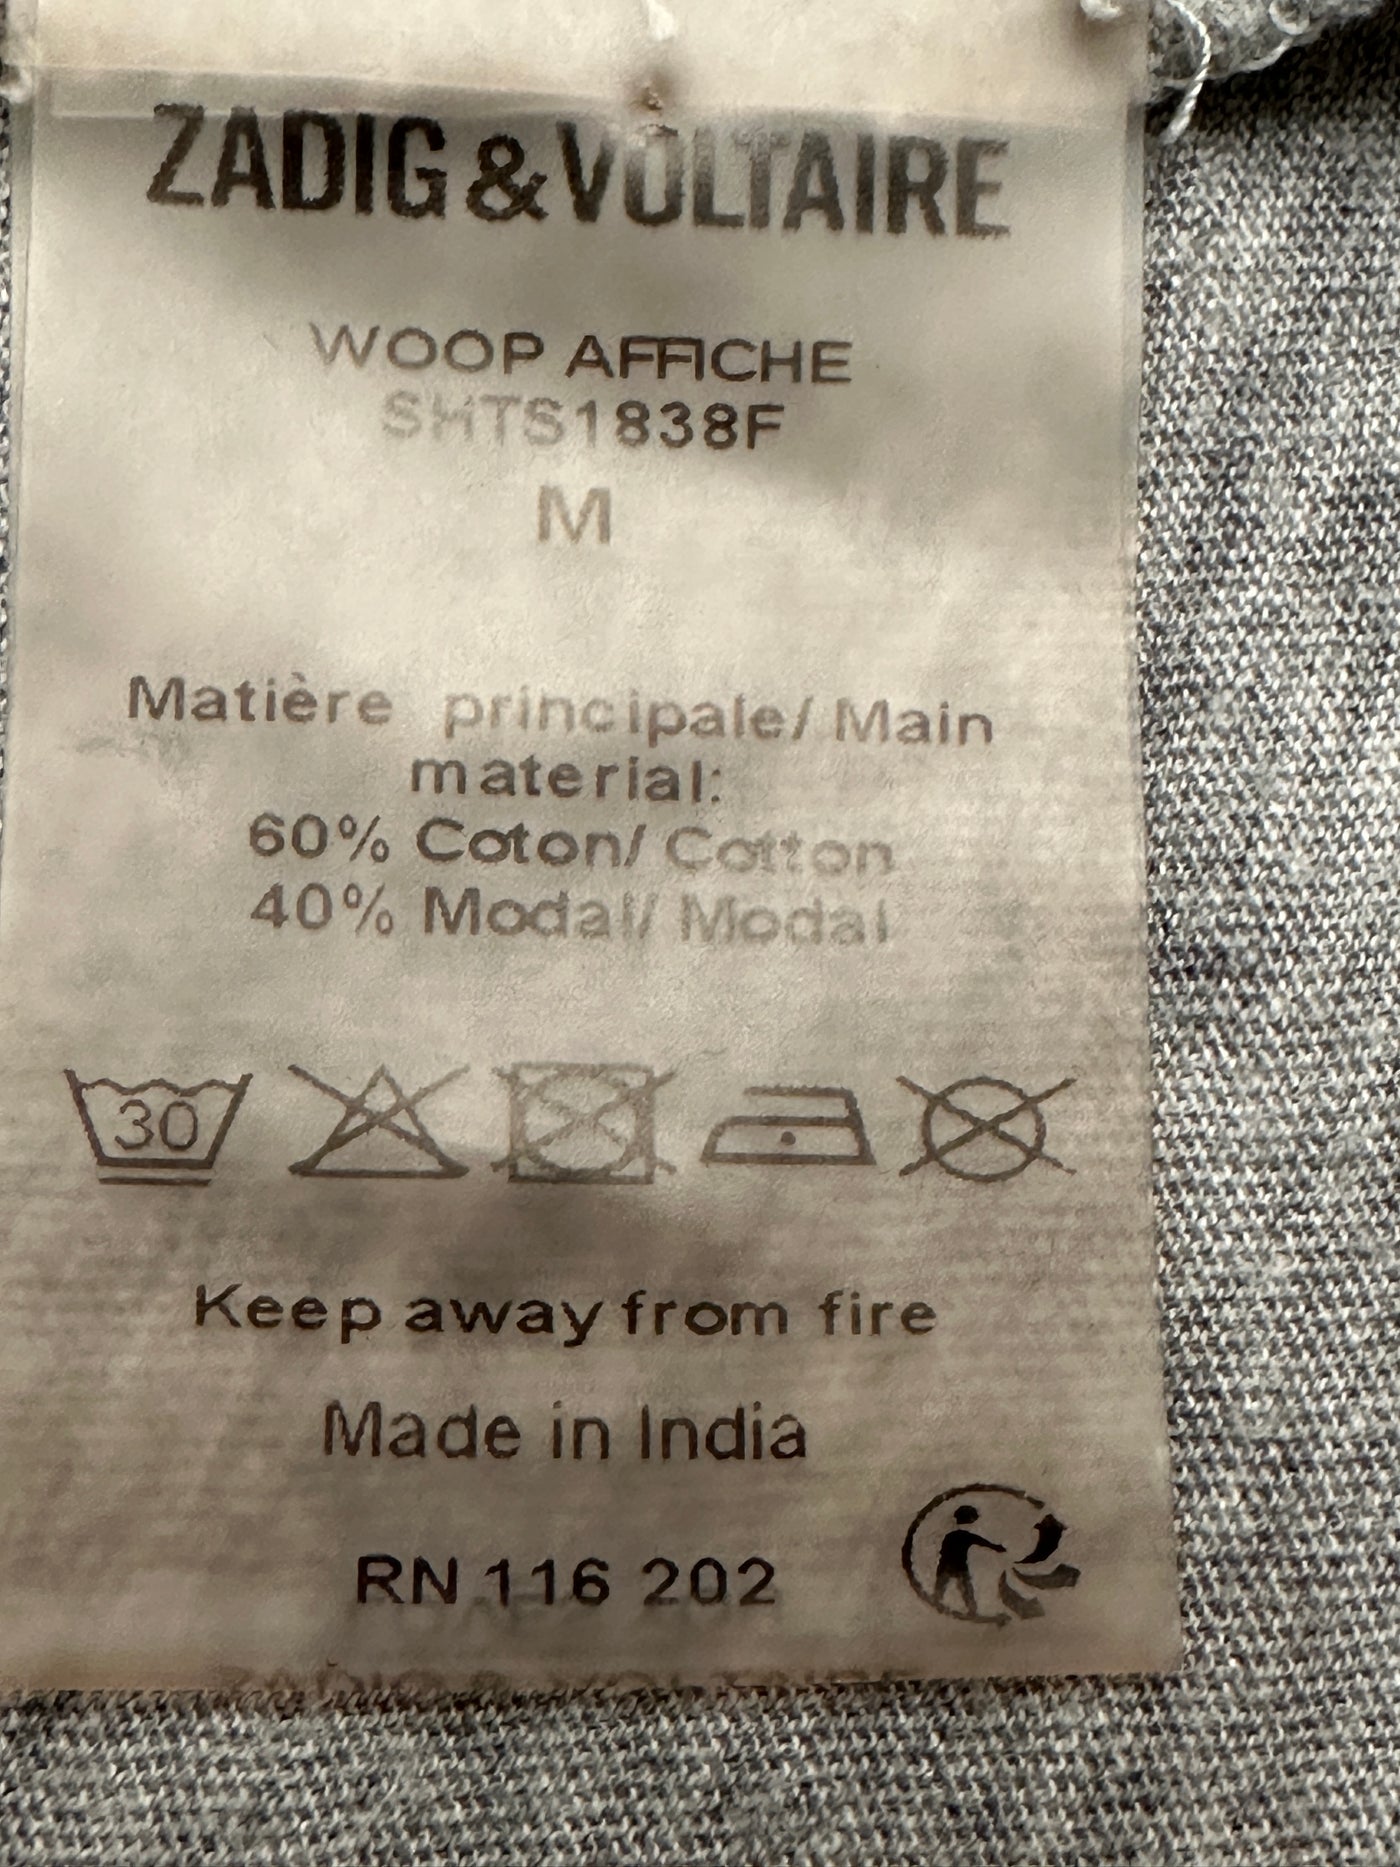 ZADIG & VOLTAIRE
WOOP AFFICHE
SHTS1838F
M
Matière principale/ Main
material:
60% Coton/ Cotton
40% Modal/ Modal
30
Keep away from fire
Made in India
RN 116 202